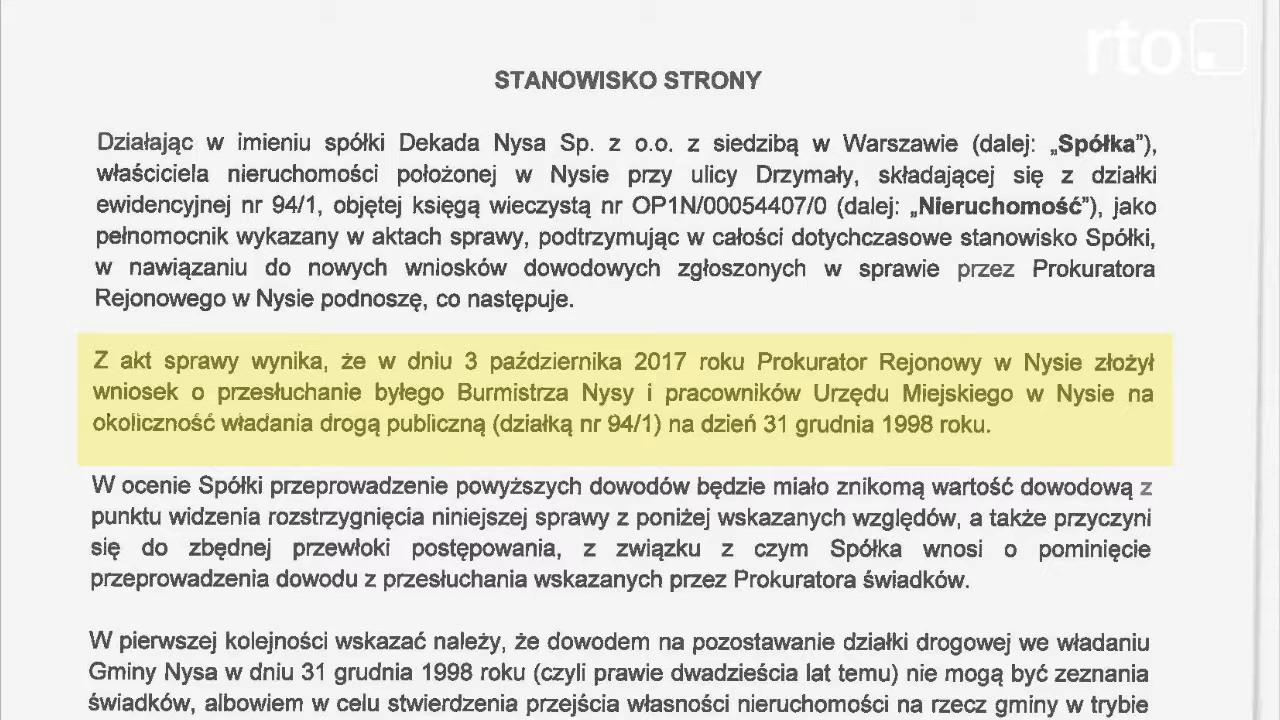 rto
STANOWISKO STRONY
Działając w imieniu spółki Dekada Nysa Sp. z o.o. z siedzibą w Warszawie (dalej: „Spółka”),
właściciela nieruchomości położonej w Nysie przy ulicy Drzymały, składającej się z działki
ewidencyjnej nr 94/1, objętej księgą wieczystą nr OP1N/00054407/0 (dalej: „Nieruchomość”), jako
pełnomocnik wykazany w aktach sprawy, podtrzymując w całości dotychczasowe stanowisko Spółki,
w nawiązaniu do nowych wniosków dowodowych zgłoszonych w sprawie przez Prokuratora
Rejonowego w Nysie podnoszę, co następuje.
Z akt sprawy wynika, że w dniu 3 października 2017 roku Prokurator Rejonowy w Nysie złożył
wniosek o przesłuchanie byłego Burmistrza Nysy i pracowników Urzędu Miejskiego w Nysie na
okoliczność władania drogą publiczną (działką nr 94/1) na dzień 31 grudnia 1998 roku.
W ocenie Spółki przeprowadzenie powyższych dowodów będzie miało znikomą wartość dowodową z
punktu widzenia rozstrzygnięcia niniejszej sprawy z poniżej wskazanych względów, a także przyczyni
się do zbędnej przewłoki postępowania, z związku z czym Spółka wnosi o pominięcie
przeprowadzenia dowodu z przesłuchania wskazanych przez Prokuratora świadków.
W pierwszej kolejności wskazać należy, że dowodem na pozostawanie działki drogowej we władaniu
Gminy Nysa w dniu 31 grudnia 1998 roku (czyli prawie dwadzieścia lat temu) nie mogą być zeznania
świadków, albowiem w celu stwierdzenia przejścia własności nieruchomości na rzecz gminy w trybie